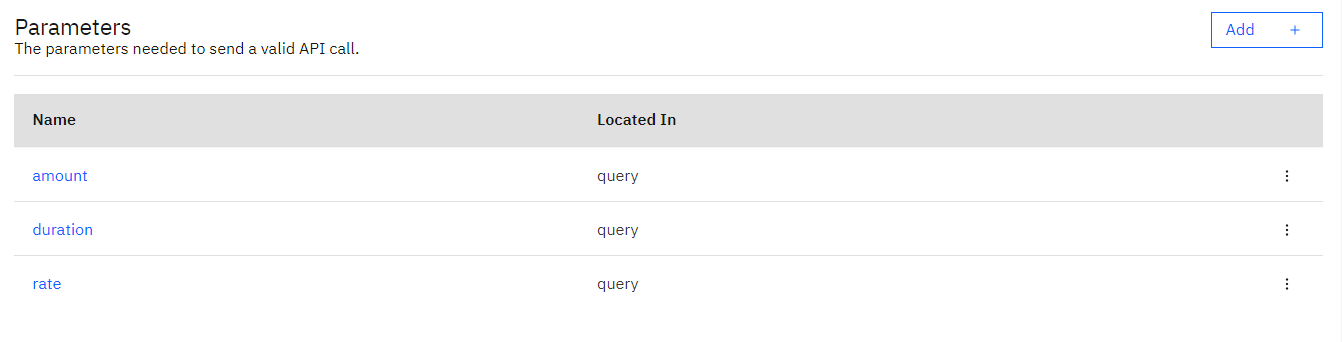 Parameters
The parameters needed to send a valid API call.
Add +
Name Located In
amount query
duration query
rate query